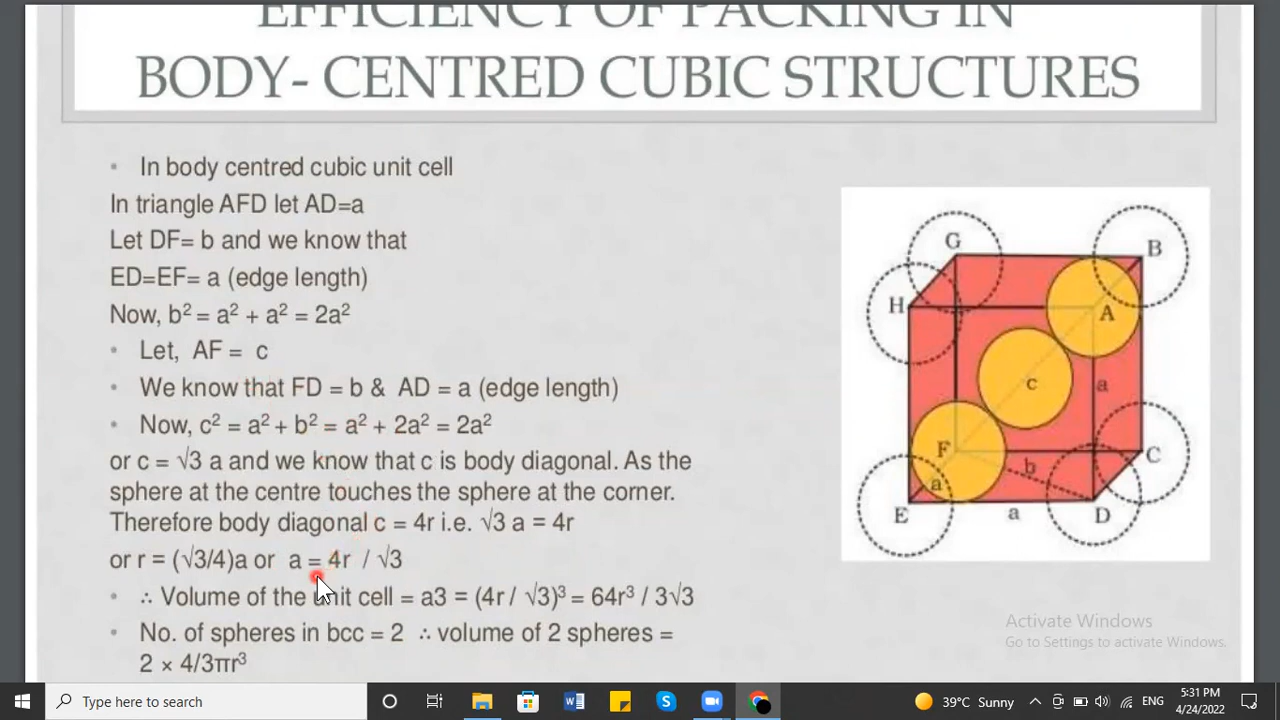 EFFICIENCY OF PACKING IN
BODY- CENTRED CUBIC STRUCTURES
• In body centred cubic unit cell
In triangle AFD let AD=a
Let DF= b and we know that
ED=EF= a (edge length)
Now, b² = a² + a² = 2a²
• Let, AF = c
• We know that FD = b & AD = a (edge length)
• Now, c² = a² + b² = a² + 2a² = 2a²
or c = √3 a and we know that c is body diagonal. As the
sphere at the centre touches the sphere at the corner.
Therefore body diagonal c = 4r i.e. √3 a = 4r
or r = (√3/4)a or a = 4r / √3
• ∴ Volume of the unit cell = a3 = (4r / √3)³ = 64r³ / 3√3
• No. of spheres in bcc = 2 ∴ volume of 2 spheres =
2 × 4/3πr³
G
B
H
A
c
a
F
C
b
a
E
a
D
Activate Windows
Go to Settings to activate Windows.
Type here to search
W
S
39°C Sunny
ENG
5:31 PM
4/24/2022